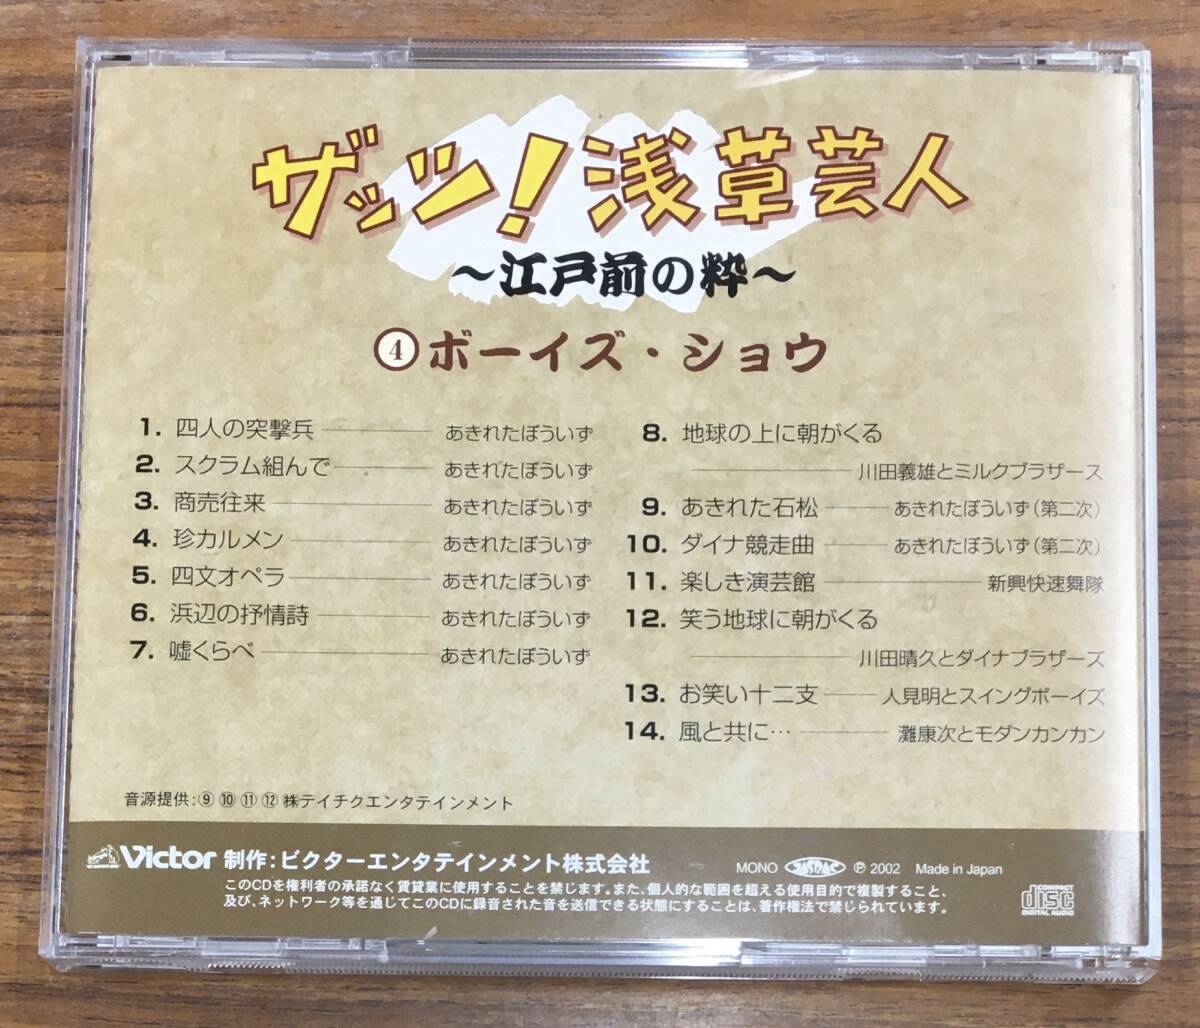 ザッツ!浅草芸人
～江戸前の粋～
④ボーイズ・ショウ
1. 四人の突撃兵 あきれたぼういず
2. スクラム組んで あきれたぼういず
3. 商売往来 あきれたぼういず
4. 珍カルメン あきれたぼういず
5. 四文オペラ あきれたぼういず
6. 浜辺の抒情詩 あきれたぼういず
7. 嘘くらべ あきれたぼういず
8. 地球の上に朝がくる
川田義雄とミルクブラザース
9. あきれた石松 あきれたぼういず(第二次)
10. ダイナ競走曲 あきれたぼういず(第二次)
11. 楽しき演芸館 新興快速舞隊
12. 笑う地球に朝がくる
川田晴久とダイナブラザーズ
13. お笑い十二支 人見明とスイングボーイズ
14. 風と共に… 灘康次とモダンカンカン
音源提供:⑨⑩⑪⑫㈱テイチクエンタテインメント
Victor 制作:ビクターエンタテインメント株式会社
MONO JASRAC ℗ 2002 Made in Japan
このCDを権利者の承諾なく賃貸業に使用することを禁じます。また、個人的な範囲を超える使用目的で複製すること、
及び、ネットワーク等を通じてこのCDに録音された音を送信できる状態にすることは、著作権法で禁じられています。
COMPACT
disc
DIGITAL AUDIO